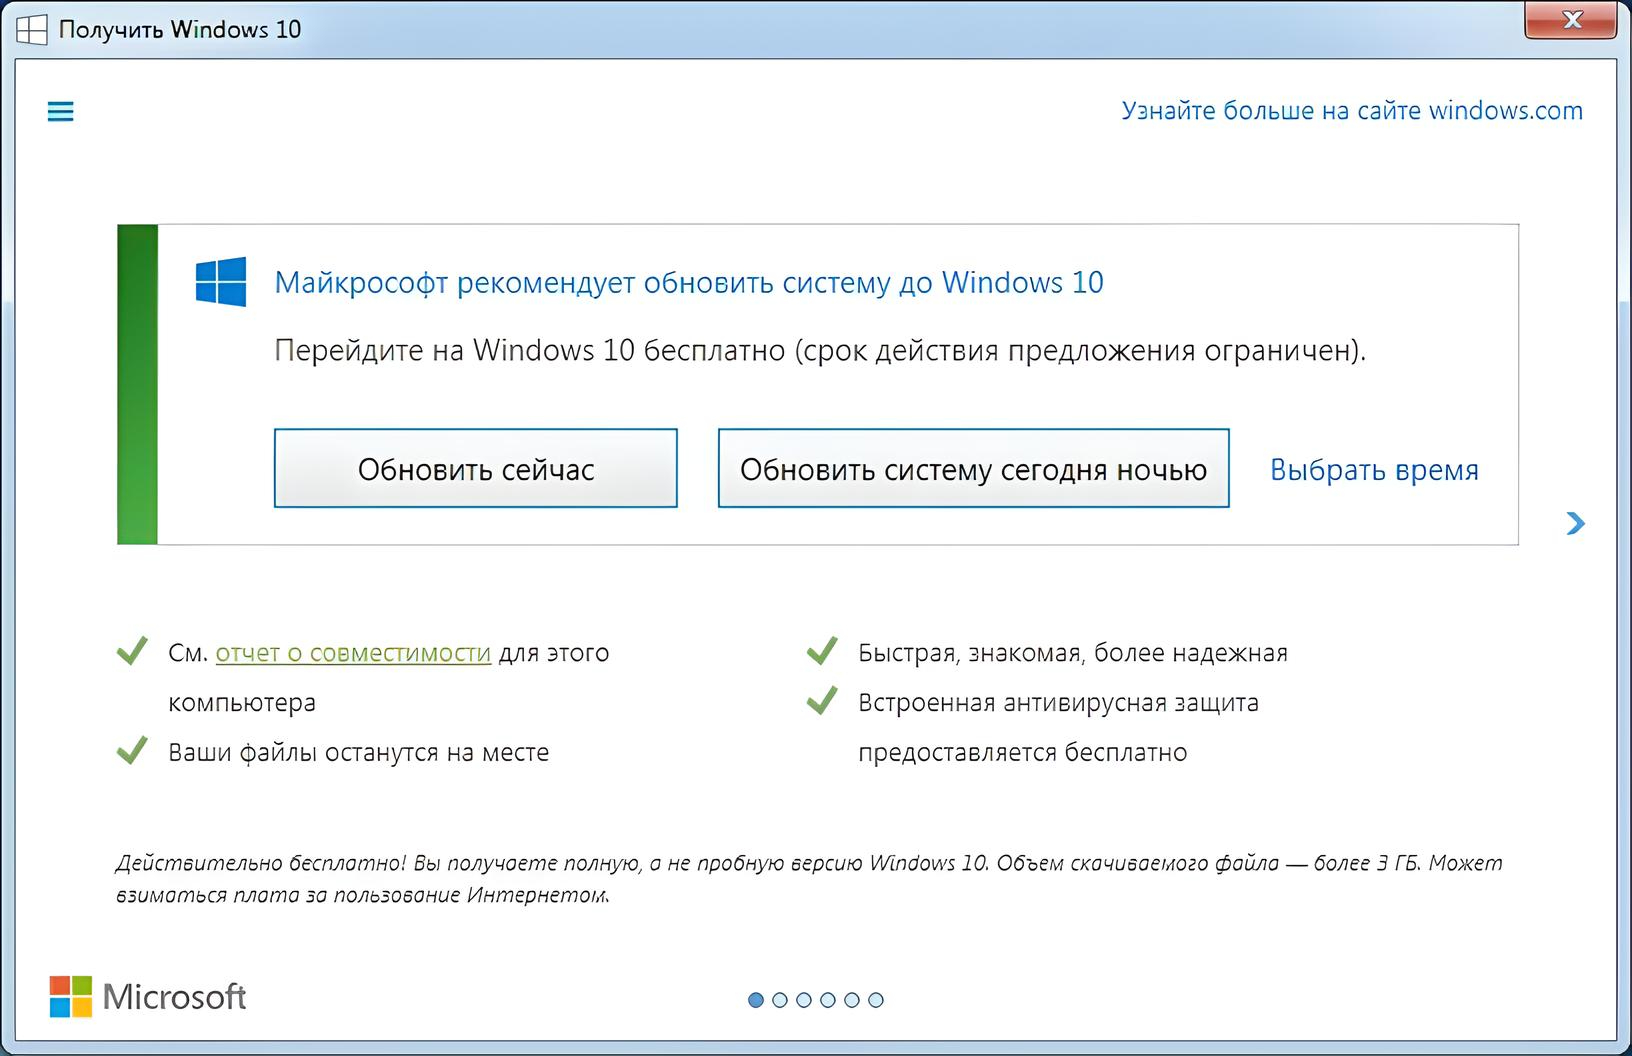 Получить Windows 10
Узнайте больше на сайте windows.com
Майкрософт рекомендует обновить систему до Windows 10
Перейдите на Windows 10 бесплатно (срок действия предложения ограничен).
Обновить сейчас
Обновить систему сегодня ночью
Выбрать время
См. отчет о совместимости для этого
компьютера
Ваши файлы останутся на месте
Быстрая, знакомая, более надежная
Встроенная антивирусная защита
предоставляется бесплатно
Действительно бесплатно! Вы получаете полную, а не пробную версию Windows 10. Объем скачиваемого файла — более 3 ГБ. Может
взиматься плата за пользование Интернетом.
Microsoft